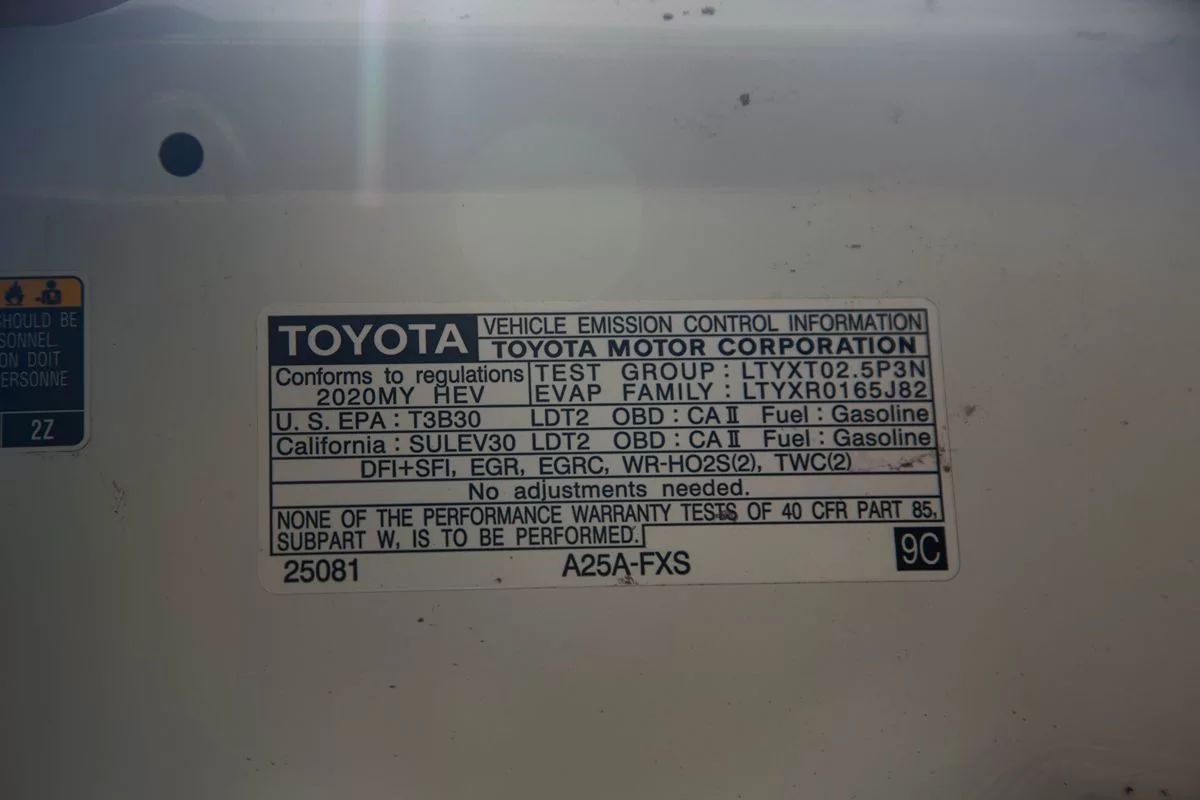 HOULD BE
SONNEL.
ON DOIT
ERSONNE
2Z
TOYOTA
VEHICLE EMISSION CONTROL INFORMATION
TOYOTA MOTOR CORPORATION
Conforms to regulations
2020MY HEV
TEST GROUP : LTYXT02.5P3N
EVAP FAMILY : LTYXR0165J82
U. S. EPA : T3B30 LDT2 OBD : CA II Fuel : Gasoline
California : SULEV30 LDT2 OBD : CA II Fuel : Gasoline
DFI+SFI, EGR, EGRC, WR-HO2S(2), TWC(2)
No adjustments needed.
NONE OF THE PERFORMANCE WARRANTY TESTS OF 40 CFR PART 85,
SUBPART W, IS TO BE PERFORMED.
25081
A25A-FXS
9C